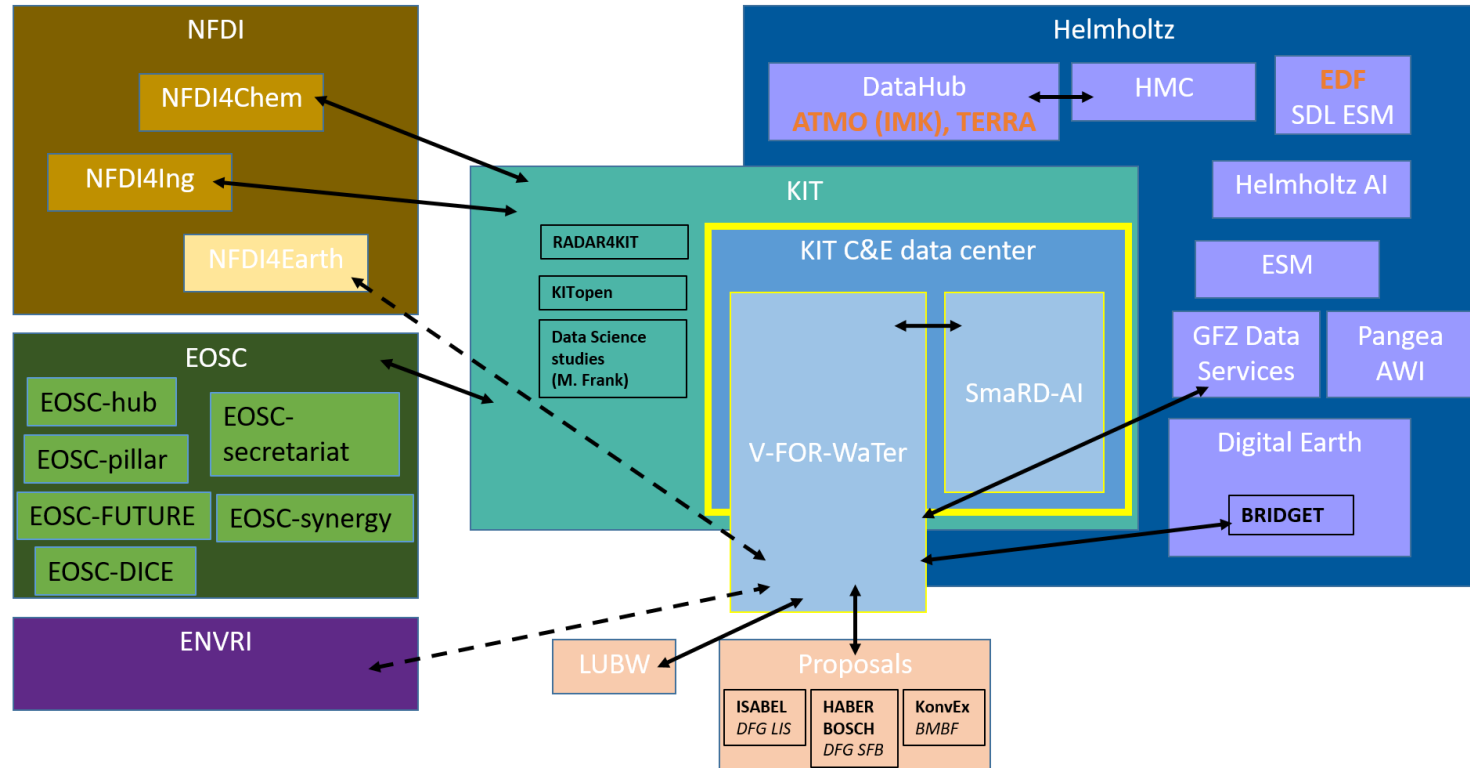 NFDI
NFDI4Chem
NFDI4Ing
NFDI4Earth
EOSC
EOSC-hub
EOSC-
secretariat
EOSC-pillar
EOSC-FUTURE
EOSC-synergy
EOSC-DICE
ENVRI
Helmholtz
DataHub
ATMO (IMK), TERRA
HMC
EDF
SDL ESM
Helmholtz AI
ESM
GFZ Data
Services
Pangea
AWI
Digital Earth
BRIDGET
KIT
RADAR4KIT
KITopen
Data Science
studies
(M. Frank)
KIT C&E data center
V-FOR-WaTer
SmaRD-AI
LUBW
Proposals
ISABEL
DFG LIS
HABER
BOSCH
DFG SFB
KonvEx
BMBF